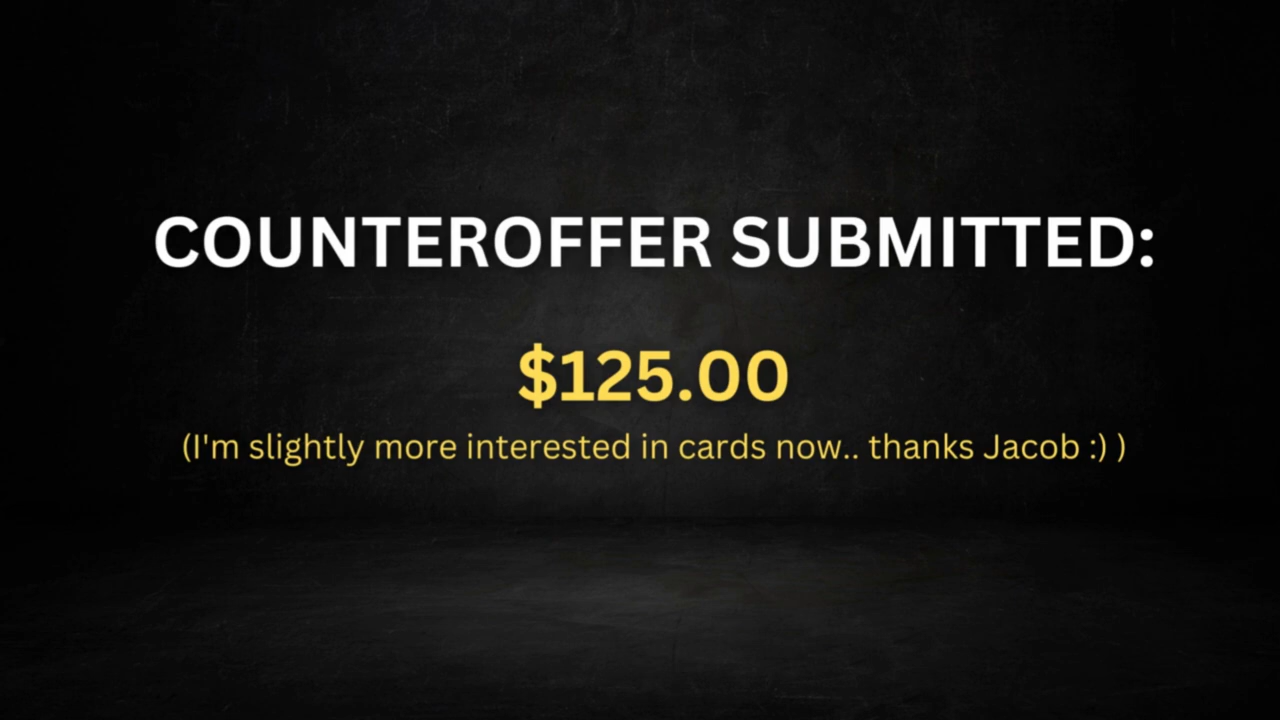 COUNTEROFFER SUBMITTED:
$125.00
(I'm slightly more interested in cards now.. thanks Jacob :) )